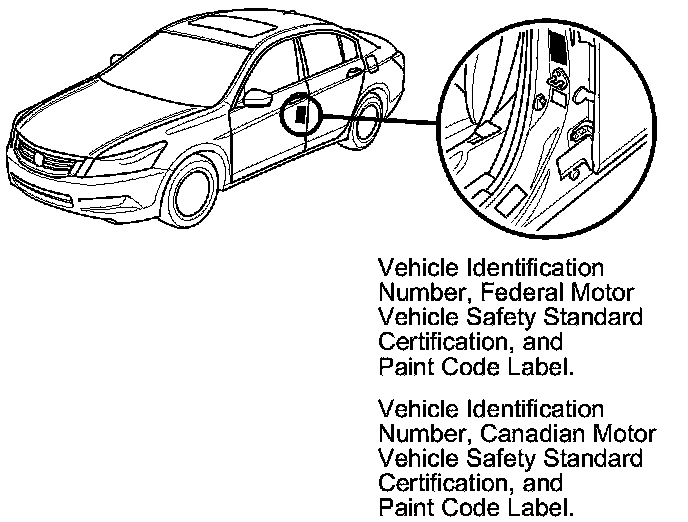 Vehicle Identification
Number, Federal Motor
Vehicle Safety Standard
Certification, and
Paint Code Label.
Vehicle Identification
Number, Canadian Motor
Vehicle Safety Standard
Certification, and
Paint Code Label.